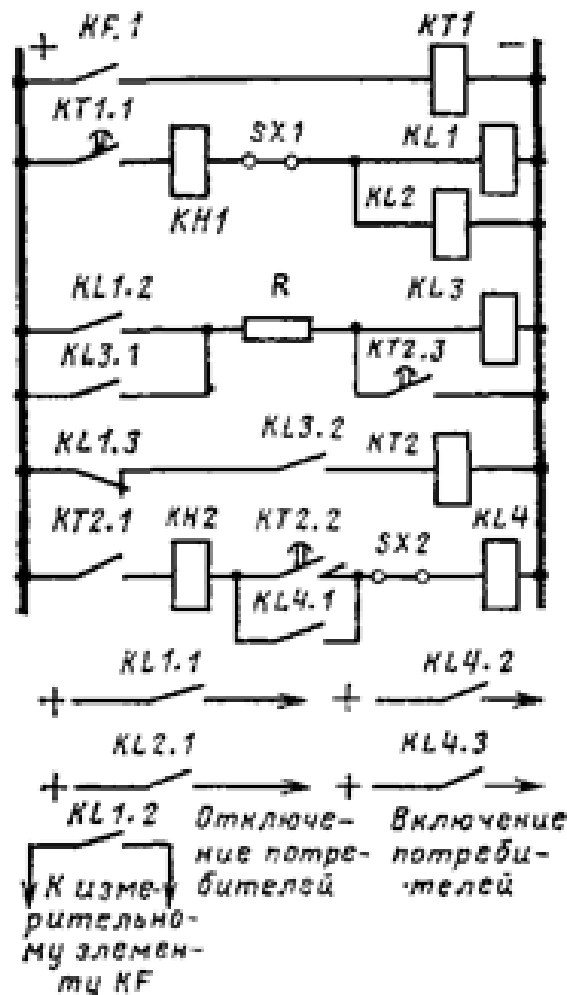 + KF.1 KT1 −
KT1.1 SX1 KL1
KH1 KL2
KL1.2 R KL3
KL3.1 KT2.3
KL1.3 KL3.2 KT2
KT2.1 KH2 KT2.2 SX2 KL4
KL4.1
KL1.1 KL4.2
+ +
KL2.1 KL4.3
+ +
KL1.2
Отключе-
ние потре-
бителей
Включение
потреби-
телей
К изме-
рительно-
му элемен-
ту KF